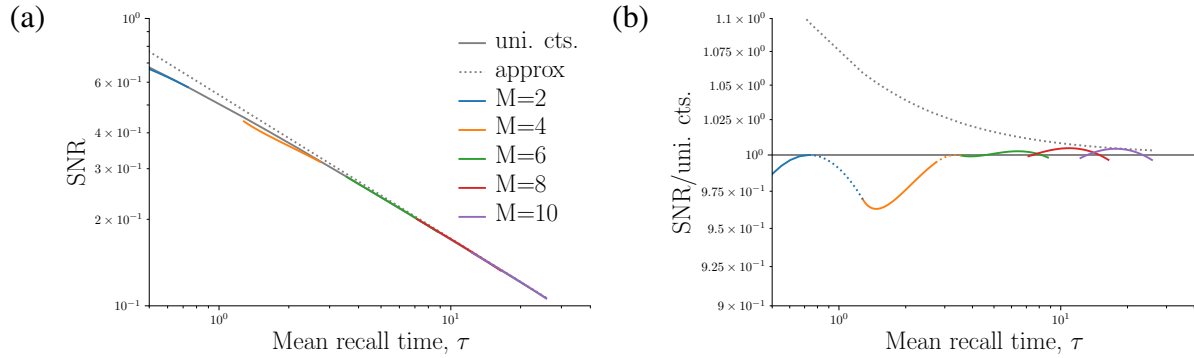 (a)
10⁰
6 × 10⁻¹
4 × 10⁻¹
3 × 10⁻¹
2 × 10⁻¹
10⁻¹
SNR
10⁰
10¹
Mean recall time, τ
uni. cts.
approx
M=2
M=4
M=6
M=8
M=10
(b)
1.1 × 10⁰
1.075 × 10⁰
1.05 × 10⁰
1.025 × 10⁰
10⁰
9.75 × 10⁻¹
9.5 × 10⁻¹
9.25 × 10⁻¹
9 × 10⁻¹
SNR/uni. cts.
10⁰
10¹
Mean recall time, τ